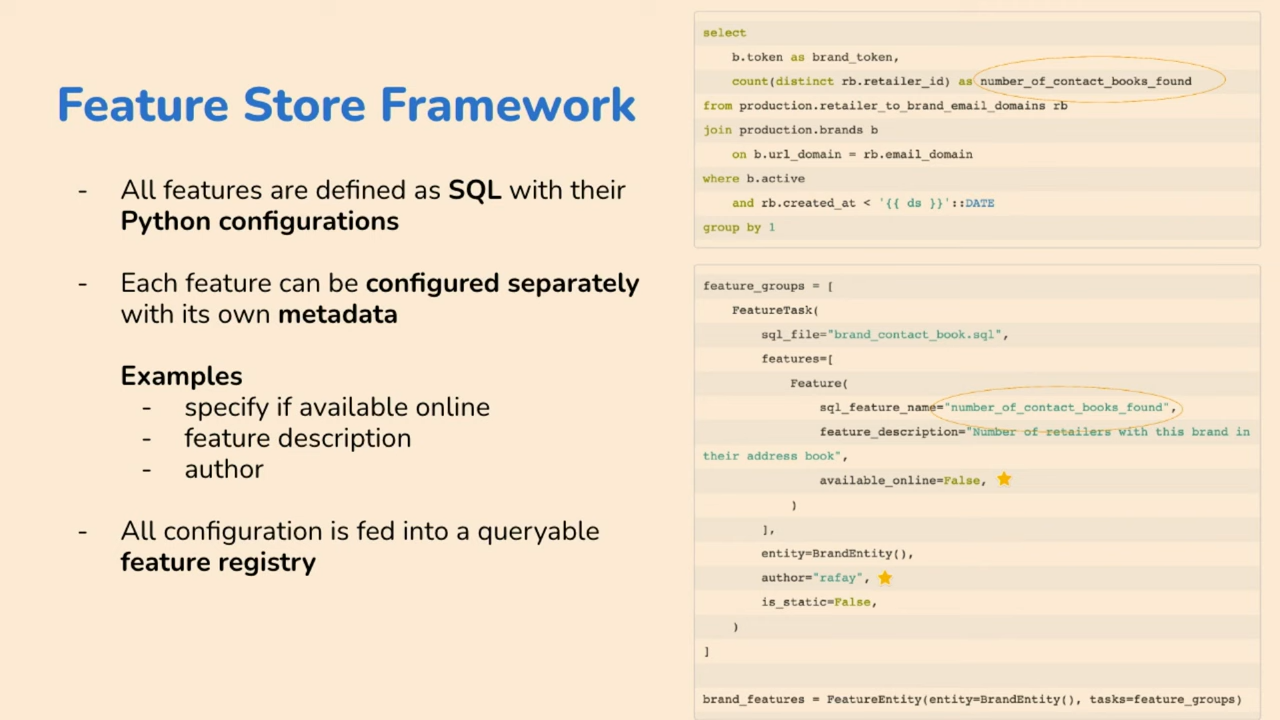 Feature Store Framework
- All features are defined as SQL with their
Python configurations
- Each feature can be configured separately
with its own metadata
Examples
- specify if available online
- feature description
- author
- All configuration is fed into a queryable
feature registry
select
b.token as brand_token,
count(distinct rb.retailer_id) as number_of_contact_books_found
from production.retailer_to_brand_email_domains rb
join production.brands b
on b.url_domain = rb.email_domain
where b.active
and rb.created_at < '{{ ds }}'::DATE
group by 1
feature_groups = [
FeatureTask(
sql_file="brand_contact_book.sql",
features=[
Feature(
sql_feature_name="number_of_contact_books_found",
feature_description="Number of retailers with this brand in
their address book",
available_online=False,
)
],
entity=BrandEntity(),
author="rafay",
is_static=False,
)
]
brand_features = FeatureEntity(entity=BrandEntity(), tasks=feature_groups)